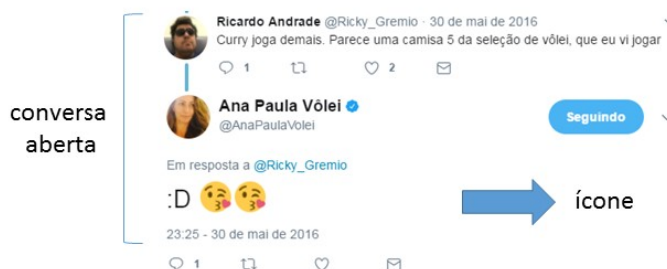 Ricardo Andrade @Ricky_Gremio · 30 de mai de 2016
Curry joga demais. Parece uma camisa 5 da seleção de vôlei, que eu vi jogar
1 2
conversa aberta
Ana Paula Vôlei
@AnaPaulaVolei
Seguindo
Em resposta a @Ricky_Gremio
:D 😘😘
ícone
23:25 - 30 de mai de 2016
1